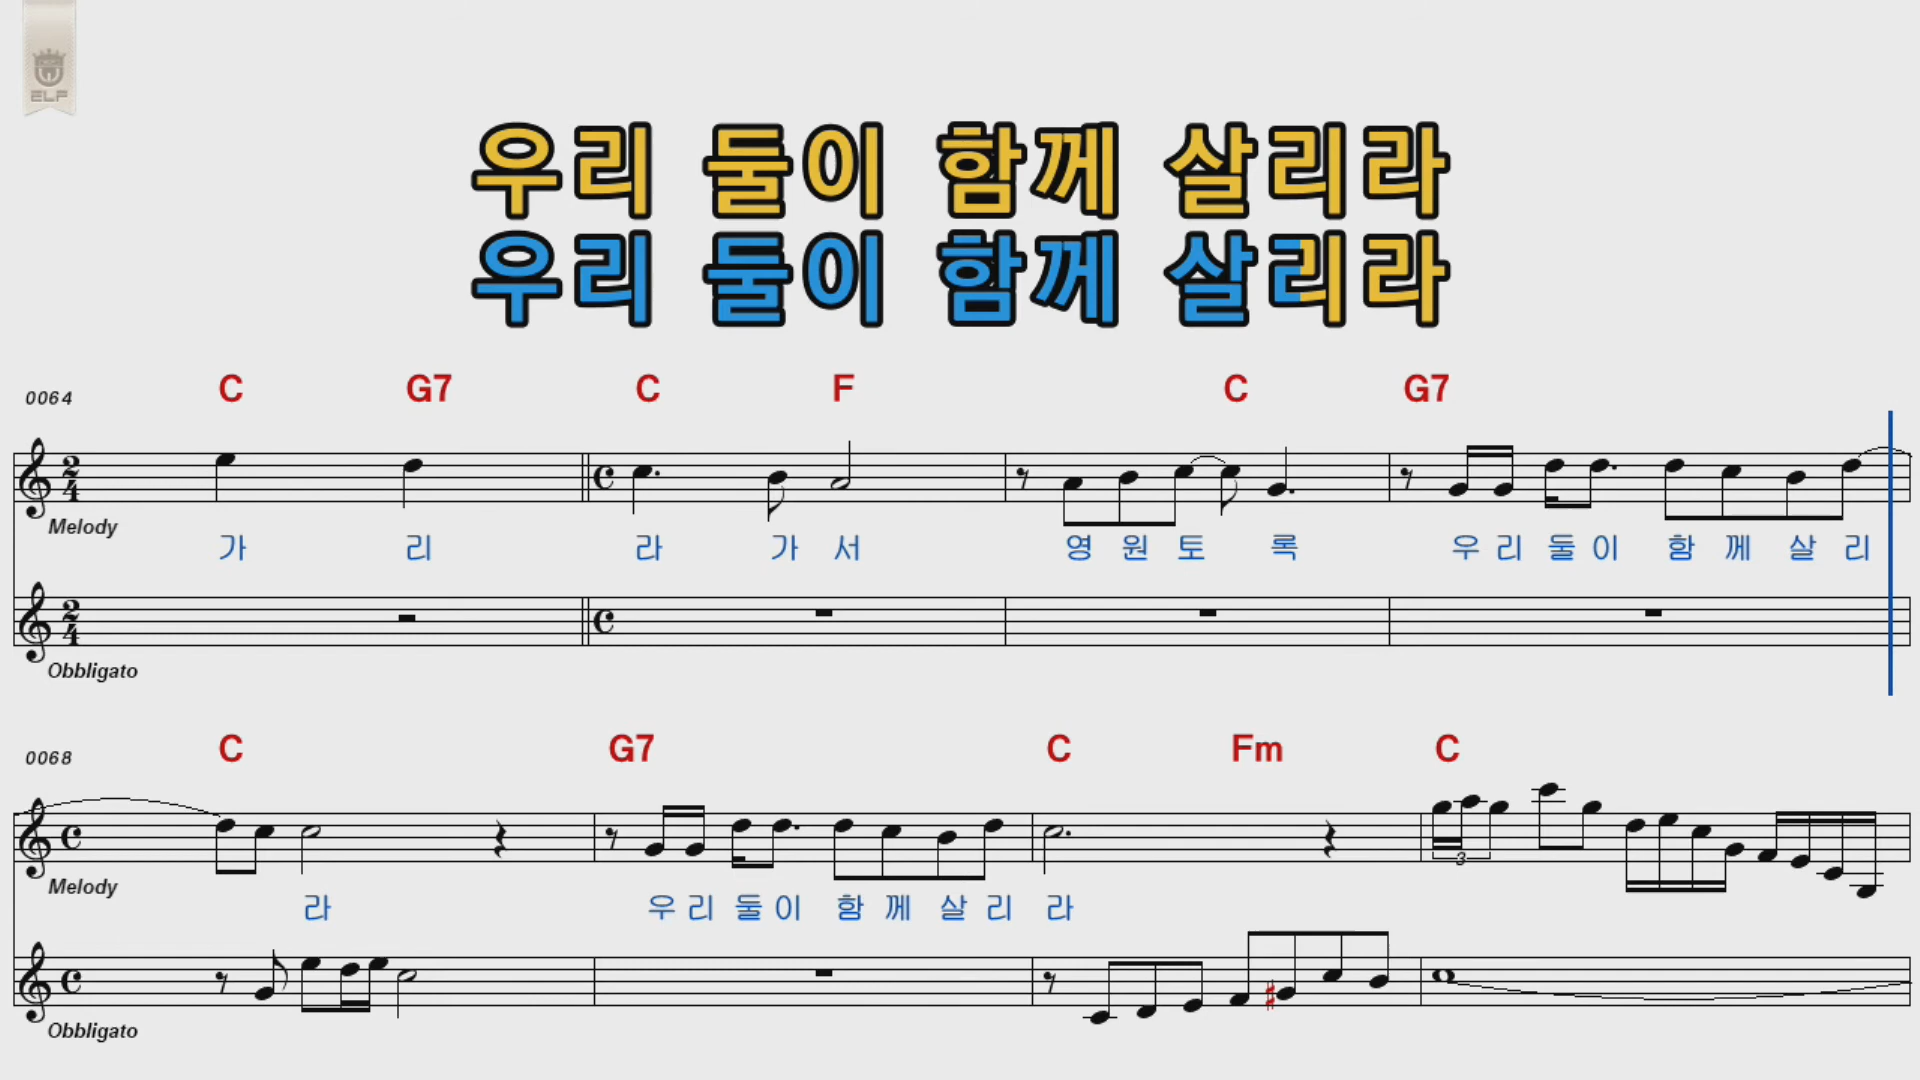 ELF
우리 둘이 함께 살리라
우리 둘이 함께 살리라
0064 C G7 C F C G7
Melody
가 리 라 가 서 영 원 토 록 우 리 둘 이 함 께 살 리
Obbligato
0068 C G7 C Fm C
3
Melody
라 우 리 둘 이 함 께 살 리 라
Obbligato